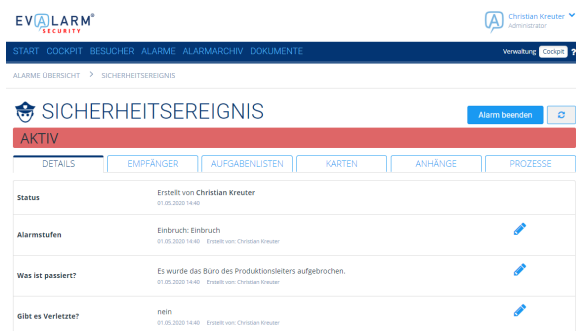 EVALARM®
SECURITY
Christian Kreuter
Administrator
START COCKPIT BESUCHER ALARME ALARMARCHIV DOKUMENTE
Verwaltung Cockpit ?
ALARME ÜBERSICHT > SICHERHEITSEREIGNIS
SICHERHEITSEREIGNIS
Alarm beenden
AKTIV
DETAILS EMPFÄNGER AUFGABENLISTEN KARTEN ANHÄNGE PROZESSE
Status
Erstellt von Christian Kreuter
01.05.2020 14:40
Alarmstufen
Einbruch: Einbruch
01.05.2020 14:40 Erstellt von: Christian Kreuter
Was ist passiert?
Es wurde das Büro des Produktionsleiters aufgebrochen.
01.05.2020 14:40 Erstellt von: Christian Kreuter
Gibt es Verletzte?
nein
01.05.2020 14:40 Erstellt von: Christian Kreuter